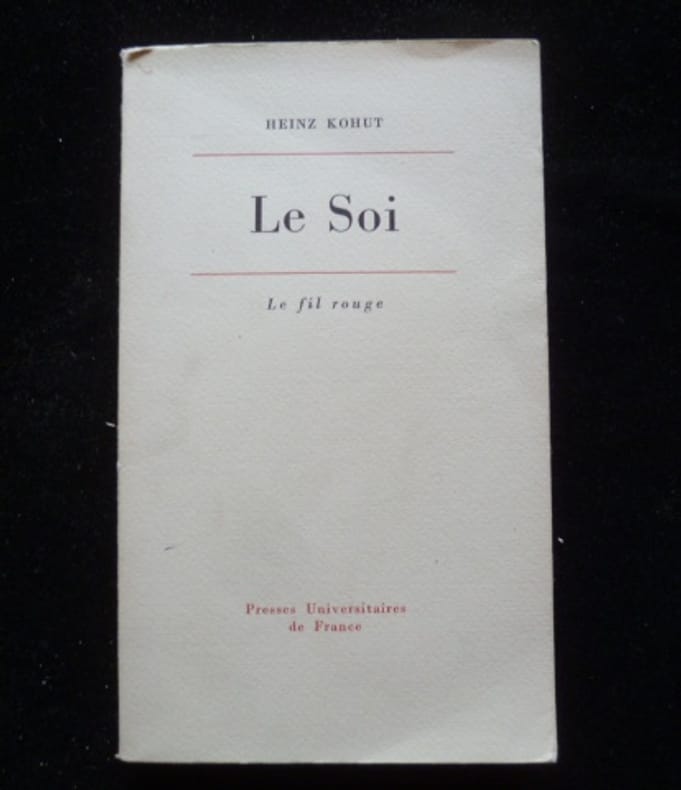 HEINZ KOHUT
Le Soi
Le fil rouge
Presses Universitaires
de France